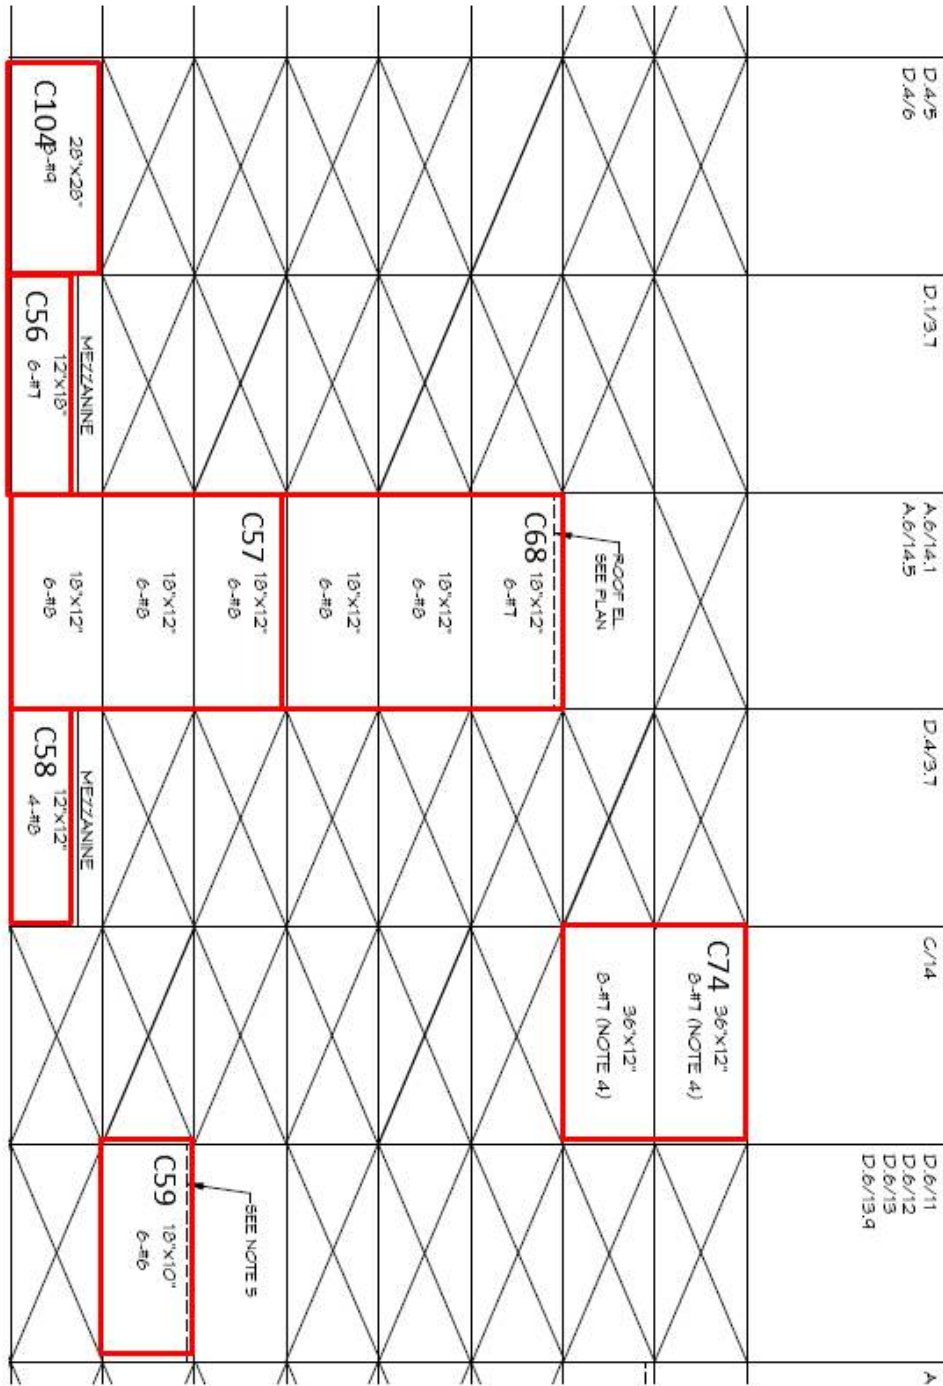 D.4/5
D.4/6
D.1/3.7
A.6/14.1
A.6/14.5
D.4/3.7
C/14
D.6/11
D.6/12
D.6/13
D.6/13.9
A
C104
28"x28"
8-#9
MEZZANINE
C56
12"x18"
6-#7
ROOF EL.
SEE PLAN
C68
18"x12"
6-#7
18"x12"
6-#8
18"x12"
6-#8
C57
18"x12"
6-#8
18"x12"
6-#8
18"x12"
6-#8
MEZZANINE
C58
12"x12"
4-#8
C74
36"x12"
8-#7 (NOTE 4)
36"x12"
8-#7 (NOTE 4)
SEE NOTE 5
C59
18"x10"
6-#6